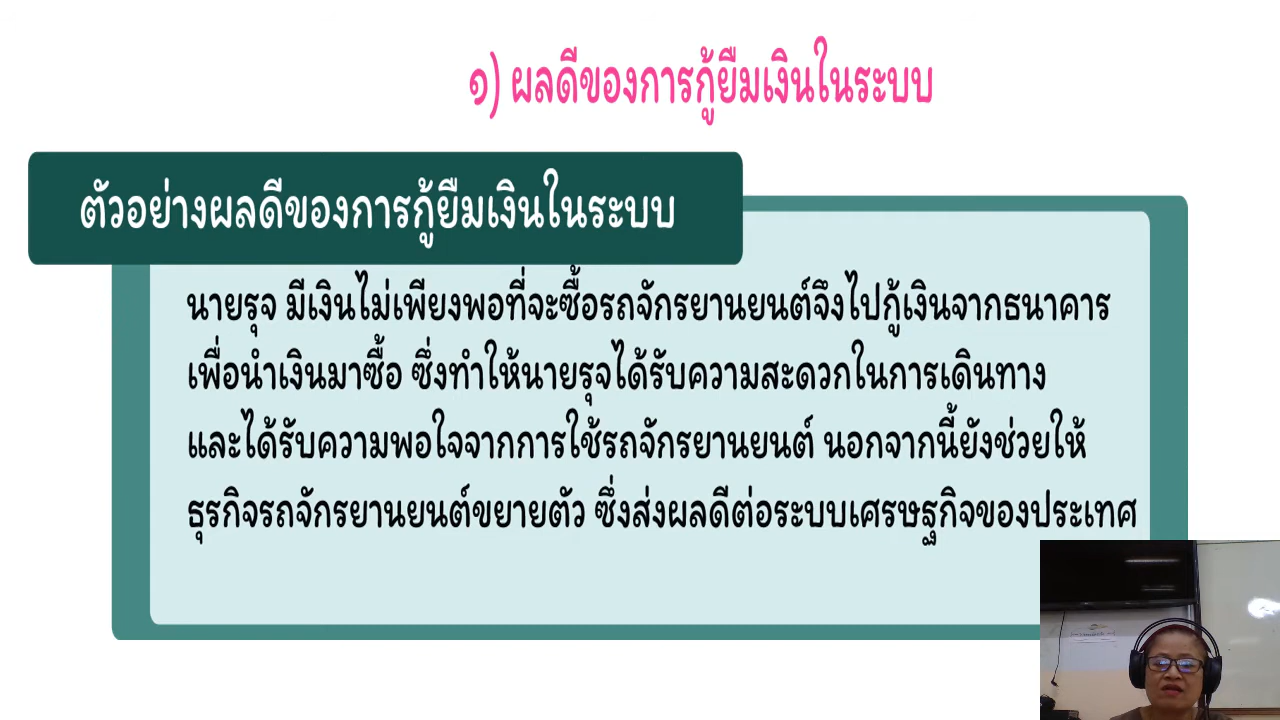 ๑) ผลดีของการกู้ยืมเงินในระบบ
ตัวอย่างผลดีของการกู้ยืมเงินในระบบ
นายรุจ มีเงินไม่เพียงพอที่จะซื้อรถจักรยานยนต์จึงไปกู้เงินจากธนาคาร
เพื่อนำเงินมาซื้อ ซึ่งทำให้นายรุจได้รับความสะดวกในการเดินทาง
และได้รับความพอใจจากการใช้รถจักรยานยนต์ นอกจากนี้ยังช่วยให้
ธุรกิจรถจักรยานยนต์ขยายตัว ซึ่งส่งผลดีต่อระบบเศรษฐกิจของประเทศ